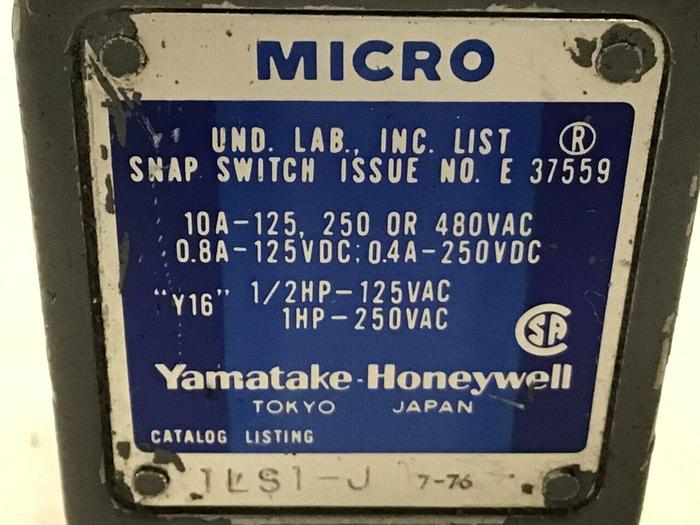 MICRO
UND. LAB., INC. LIST ®
SNAP SWITCH ISSUE NO. E 37559
10A-125, 250 OR 480VAC
0.8A-125VDC; 0.4A-250VDC
"Y16" 1/2HP-125VAC
1HP-250VAC
SA
Yamatake-Honeywell
TOKYO JAPAN
CATALOG LISTING
1LS1-J 7-76